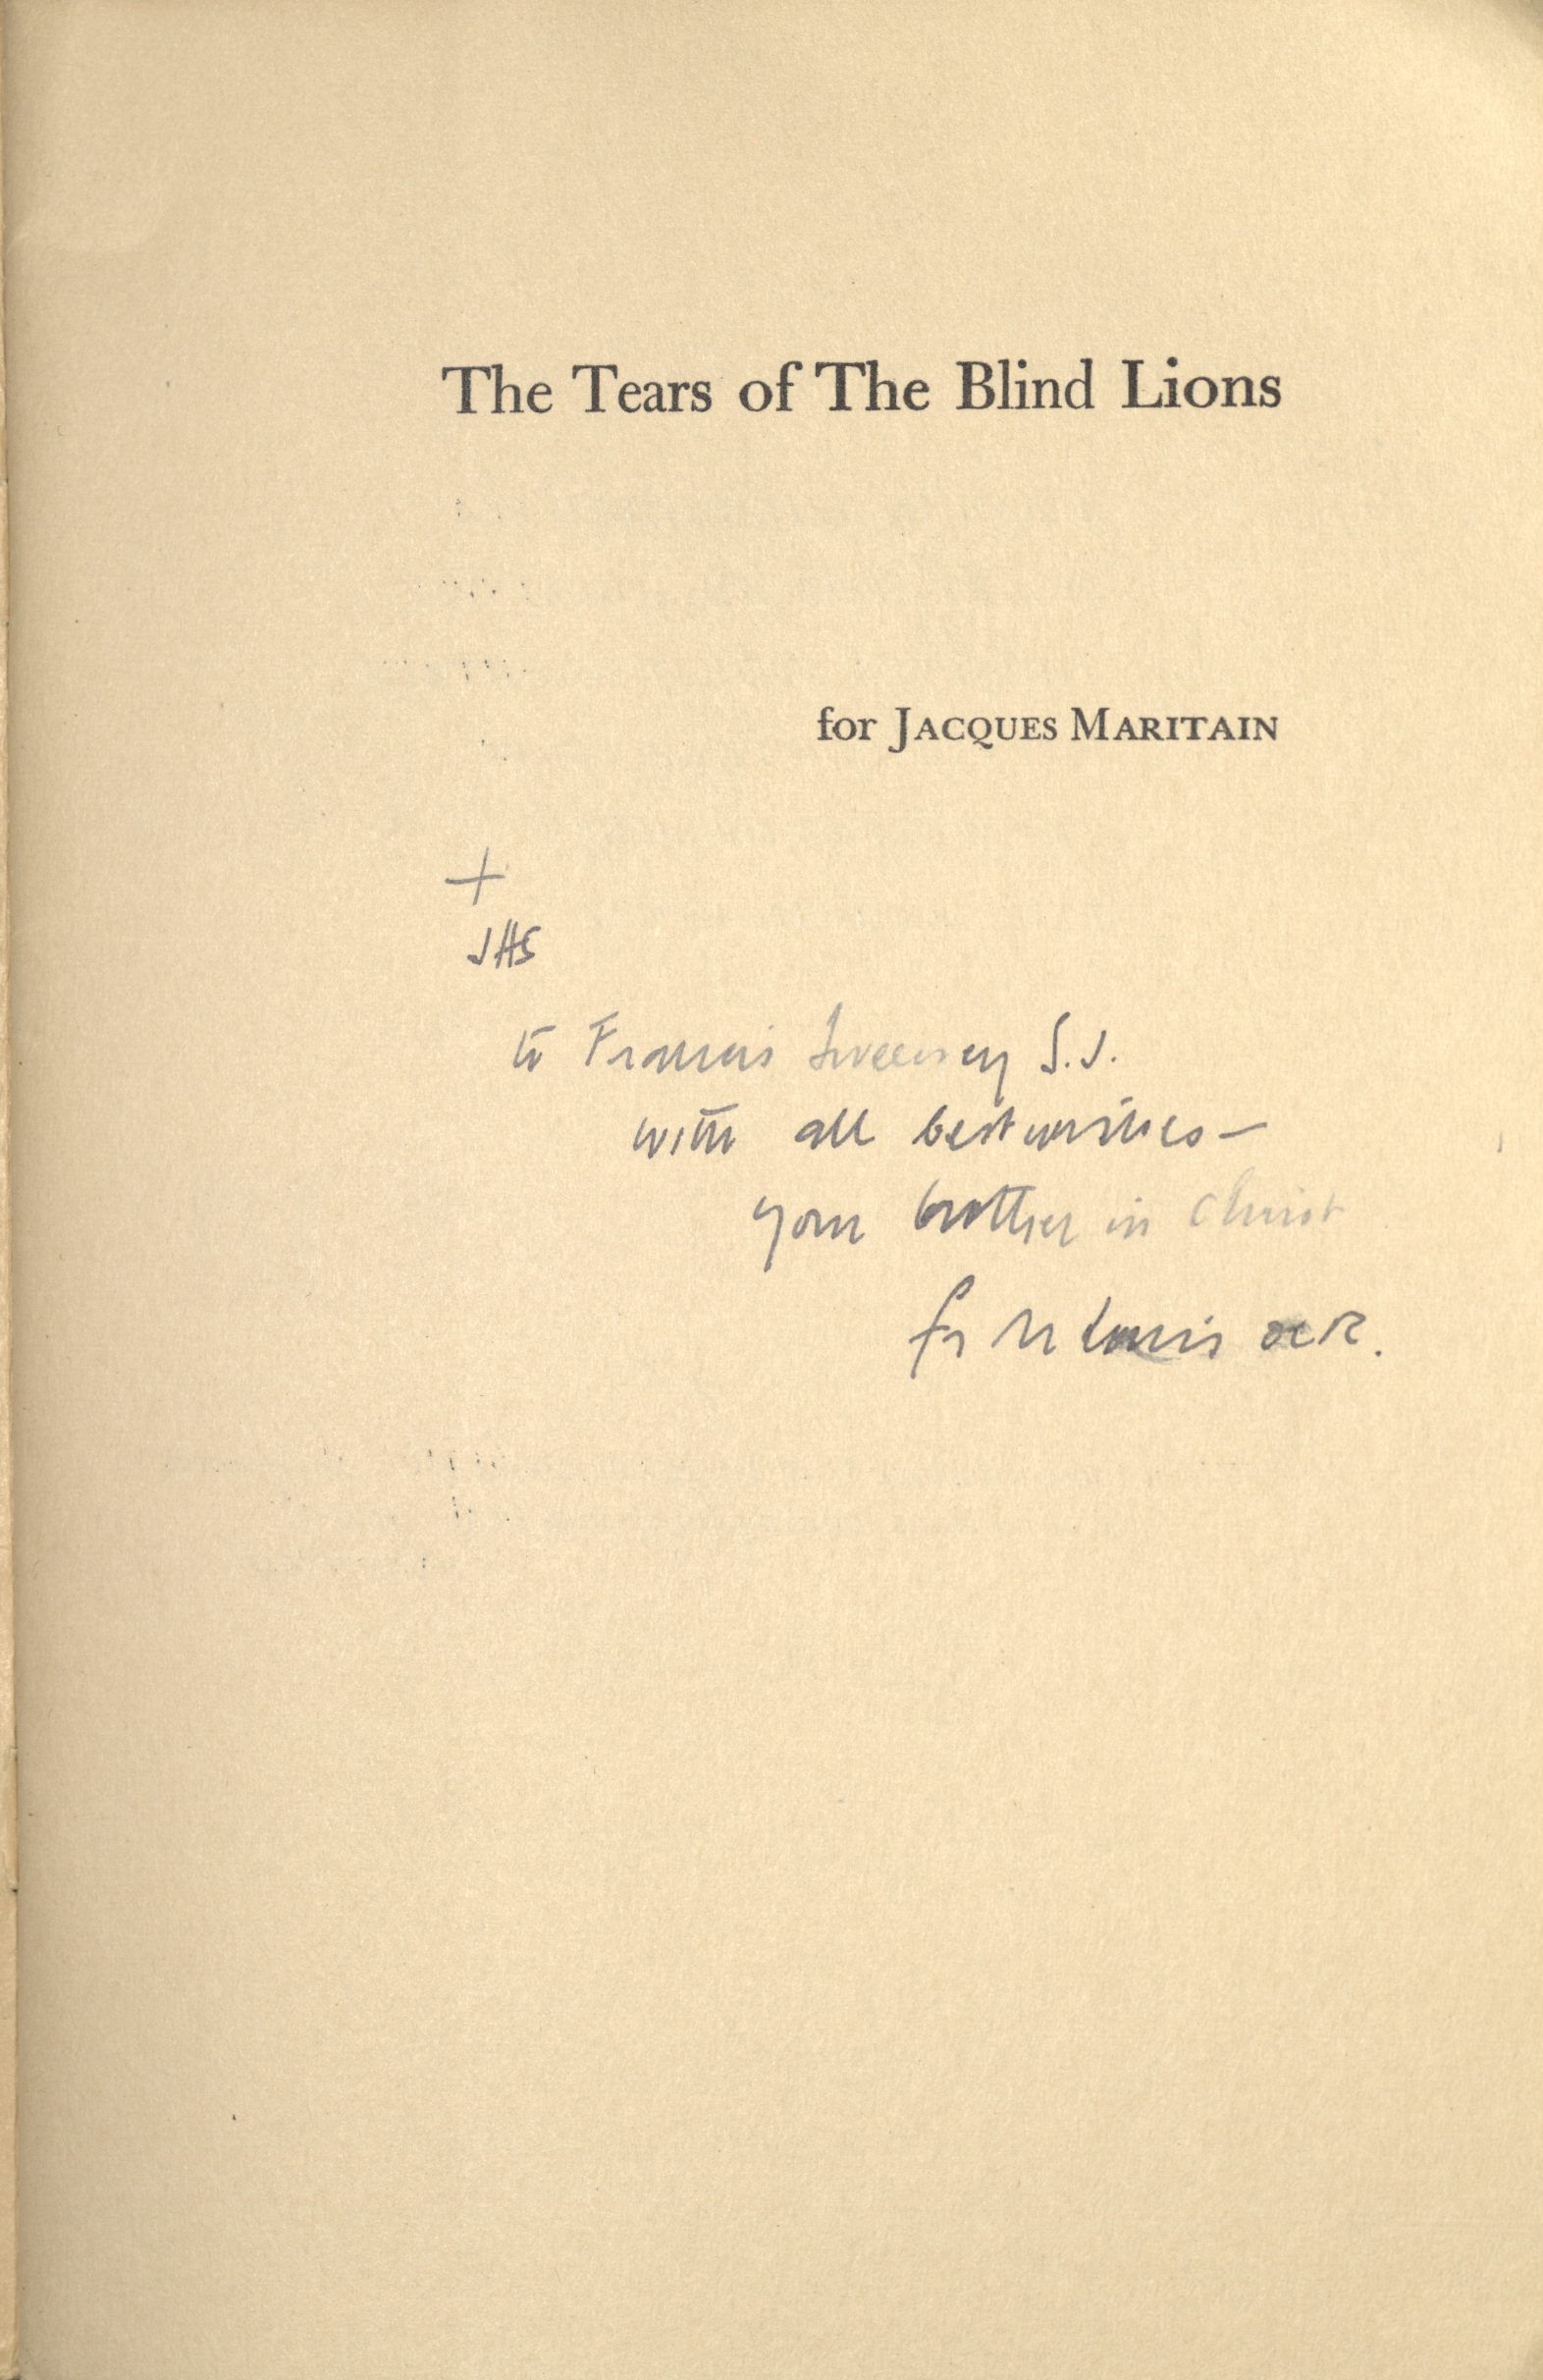 The Tears of The Blind Lions
for JACQUES MARITAIN
+
JHS
to Francis Sweeney S.J.
with all best wishes—
your brother in Christ
fr M Louis ocR.